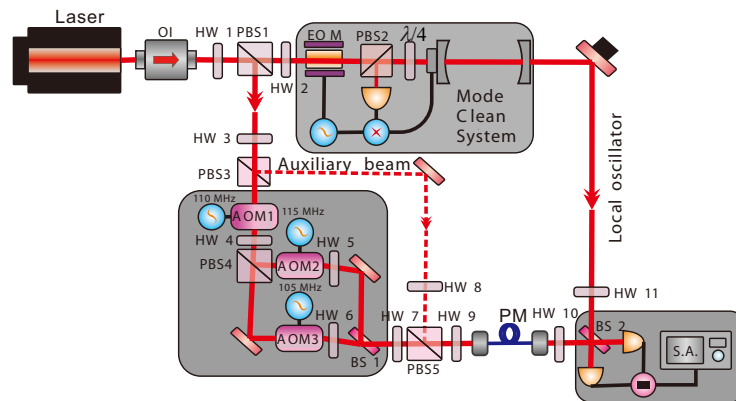 Laser
OI
HW 1
PBS1
HW 2
EO M
PBS2
λ/4
Mode
Clean
System
HW 3
PBS3
Auxiliary beam
Local oscillator
110 MHz
AOM1
HW 4
PBS4
115 MHz
AOM2
HW 5
105 MHz
AOM3
HW 6
BS 1
HW 7
PBS5
HW 8
HW 9
PM
HW 10
HW 11
BS 2
S.A.